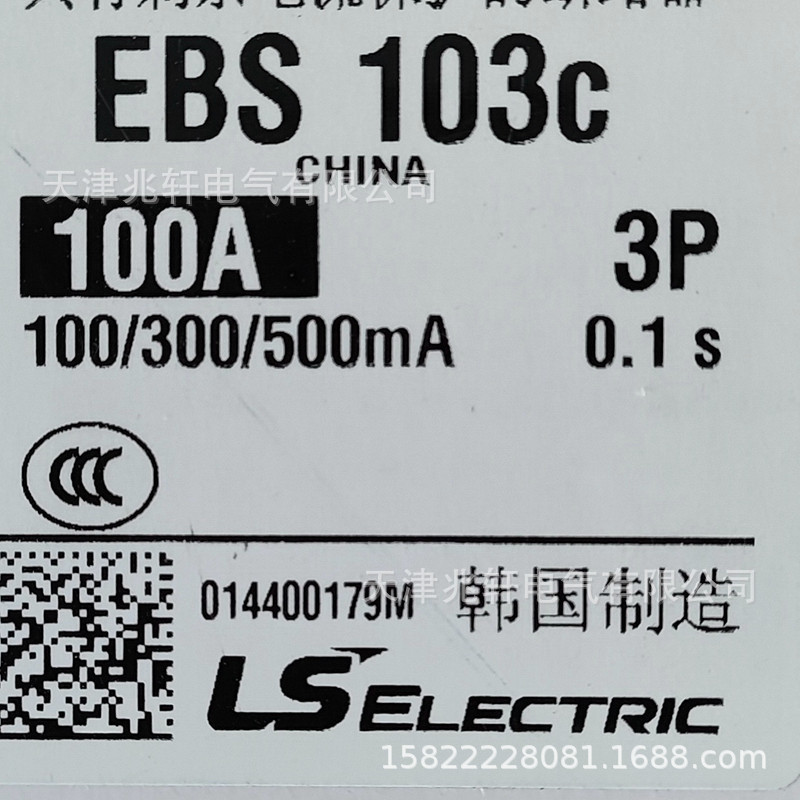 EBS 103c
CHINA
天津兆轩电气有限公司
100A 3P
100/300/500mA 0.1 s
CCC
天津兆轩电气有限公司
014400179M 韩国制造
LS ELECTRIC
15822228081.1688.com